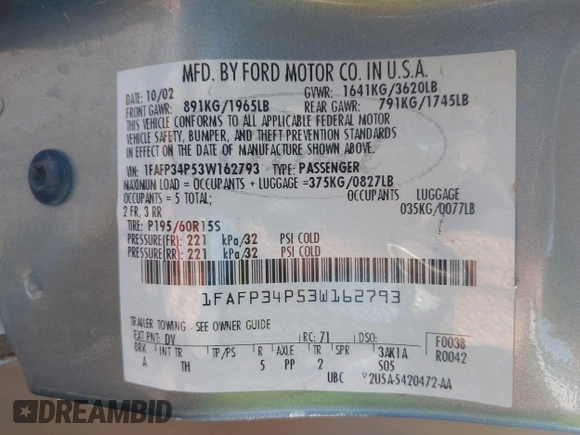 MFD. BY FORD MOTOR CO. IN U.S.A.
DATE: 10/02 GVWR: 1641KG/3620LB
FRONT GAWR: 891KG/1965LB REAR GAWR: 791KG/1745LB
THIS VEHICLE CONFORMS TO ALL APPLICABLE FEDERAL MOTOR
VEHICLE SAFETY, BUMPER, AND THEFT PREVENTION STANDARDS
IN EFFECT ON THE DATE OF MANUFACTURE SHOWN ABOVE.
VIN: 1FAFP34P53W162793 TYPE: PASSENGER
MAXIMUM LOAD = OCCUPANTS + LUGGAGE = 375KG/0827LB
OCCUPANTS = 5 TOTAL; OCCUPANTS LUGGAGE
2 FR, 3 RR 035KG/0077LB
TIRE: P195/60R15S
PRESSURE(FR): 221 kPa/32 PSI COLD
PRESSURE(RR): 221 kPa/32 PSI COLD
1FAFP34P53W162793
TRAILER TOWING - SEE OWNER GUIDE
EXT PNT: DV RC: 71 DSO: F0038
BRK INT TR TP/PS R AXLE TR SPR 3AK1A R0042
A TH 5 PP 2 S05
UBC 2U5A-5420472-AA
DREAMBID